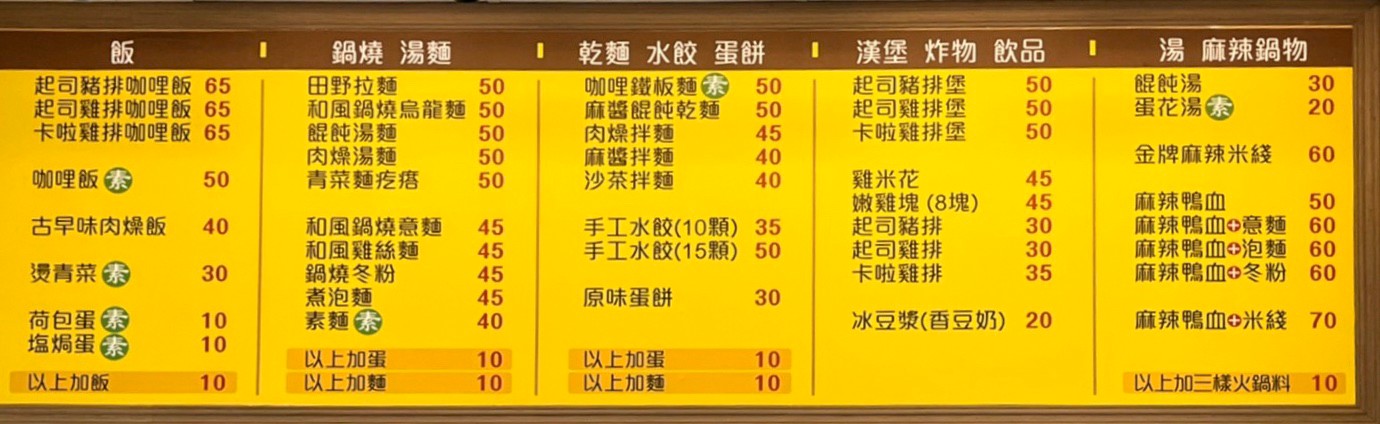 飯
起司豬排咖哩飯 65
起司雞排咖哩飯 65
卡啦雞排咖哩飯 65
咖哩飯 素 50
古早味肉燥飯 40
燙青菜 素 30
荷包蛋 素 10
塩焗蛋 素 10
以上加飯 10
鍋燒 湯麵
田野拉麵 50
和風鍋燒烏龍麵 50
餛飩湯麵 50
肉燥湯麵 50
青菜麵疙瘩 50
和風鍋燒意麵 45
和風雞絲麵 45
鍋燒冬粉 45
煮泡麵 45
素麵 素 40
以上加蛋 10
以上加麵 10
乾麵 水餃 蛋餅
咖哩鐵板麵 素 50
麻醬餛飩乾麵 50
肉燥拌麵 45
麻醬拌麵 40
沙茶拌麵 40
手工水餃(10顆) 35
手工水餃(15顆) 50
原味蛋餅 30
以上加蛋 10
以上加麵 10
漢堡 炸物 飲品
起司豬排堡 50
起司雞排堡 50
卡啦雞排堡 50
雞米花 45
嫩雞塊 (8塊) 45
起司豬排 30
起司雞排 30
卡啦雞排 35
冰豆漿(香豆奶) 20
湯 麻辣鍋物
餛飩湯 30
蛋花湯 素 20
金牌麻辣米綫 60
麻辣鴨血 50
麻辣鴨血+意麵 60
麻辣鴨血+泡麵 60
麻辣鴨血+冬粉 60
麻辣鴨血+米綫 70
以上加三樣火鍋料 10